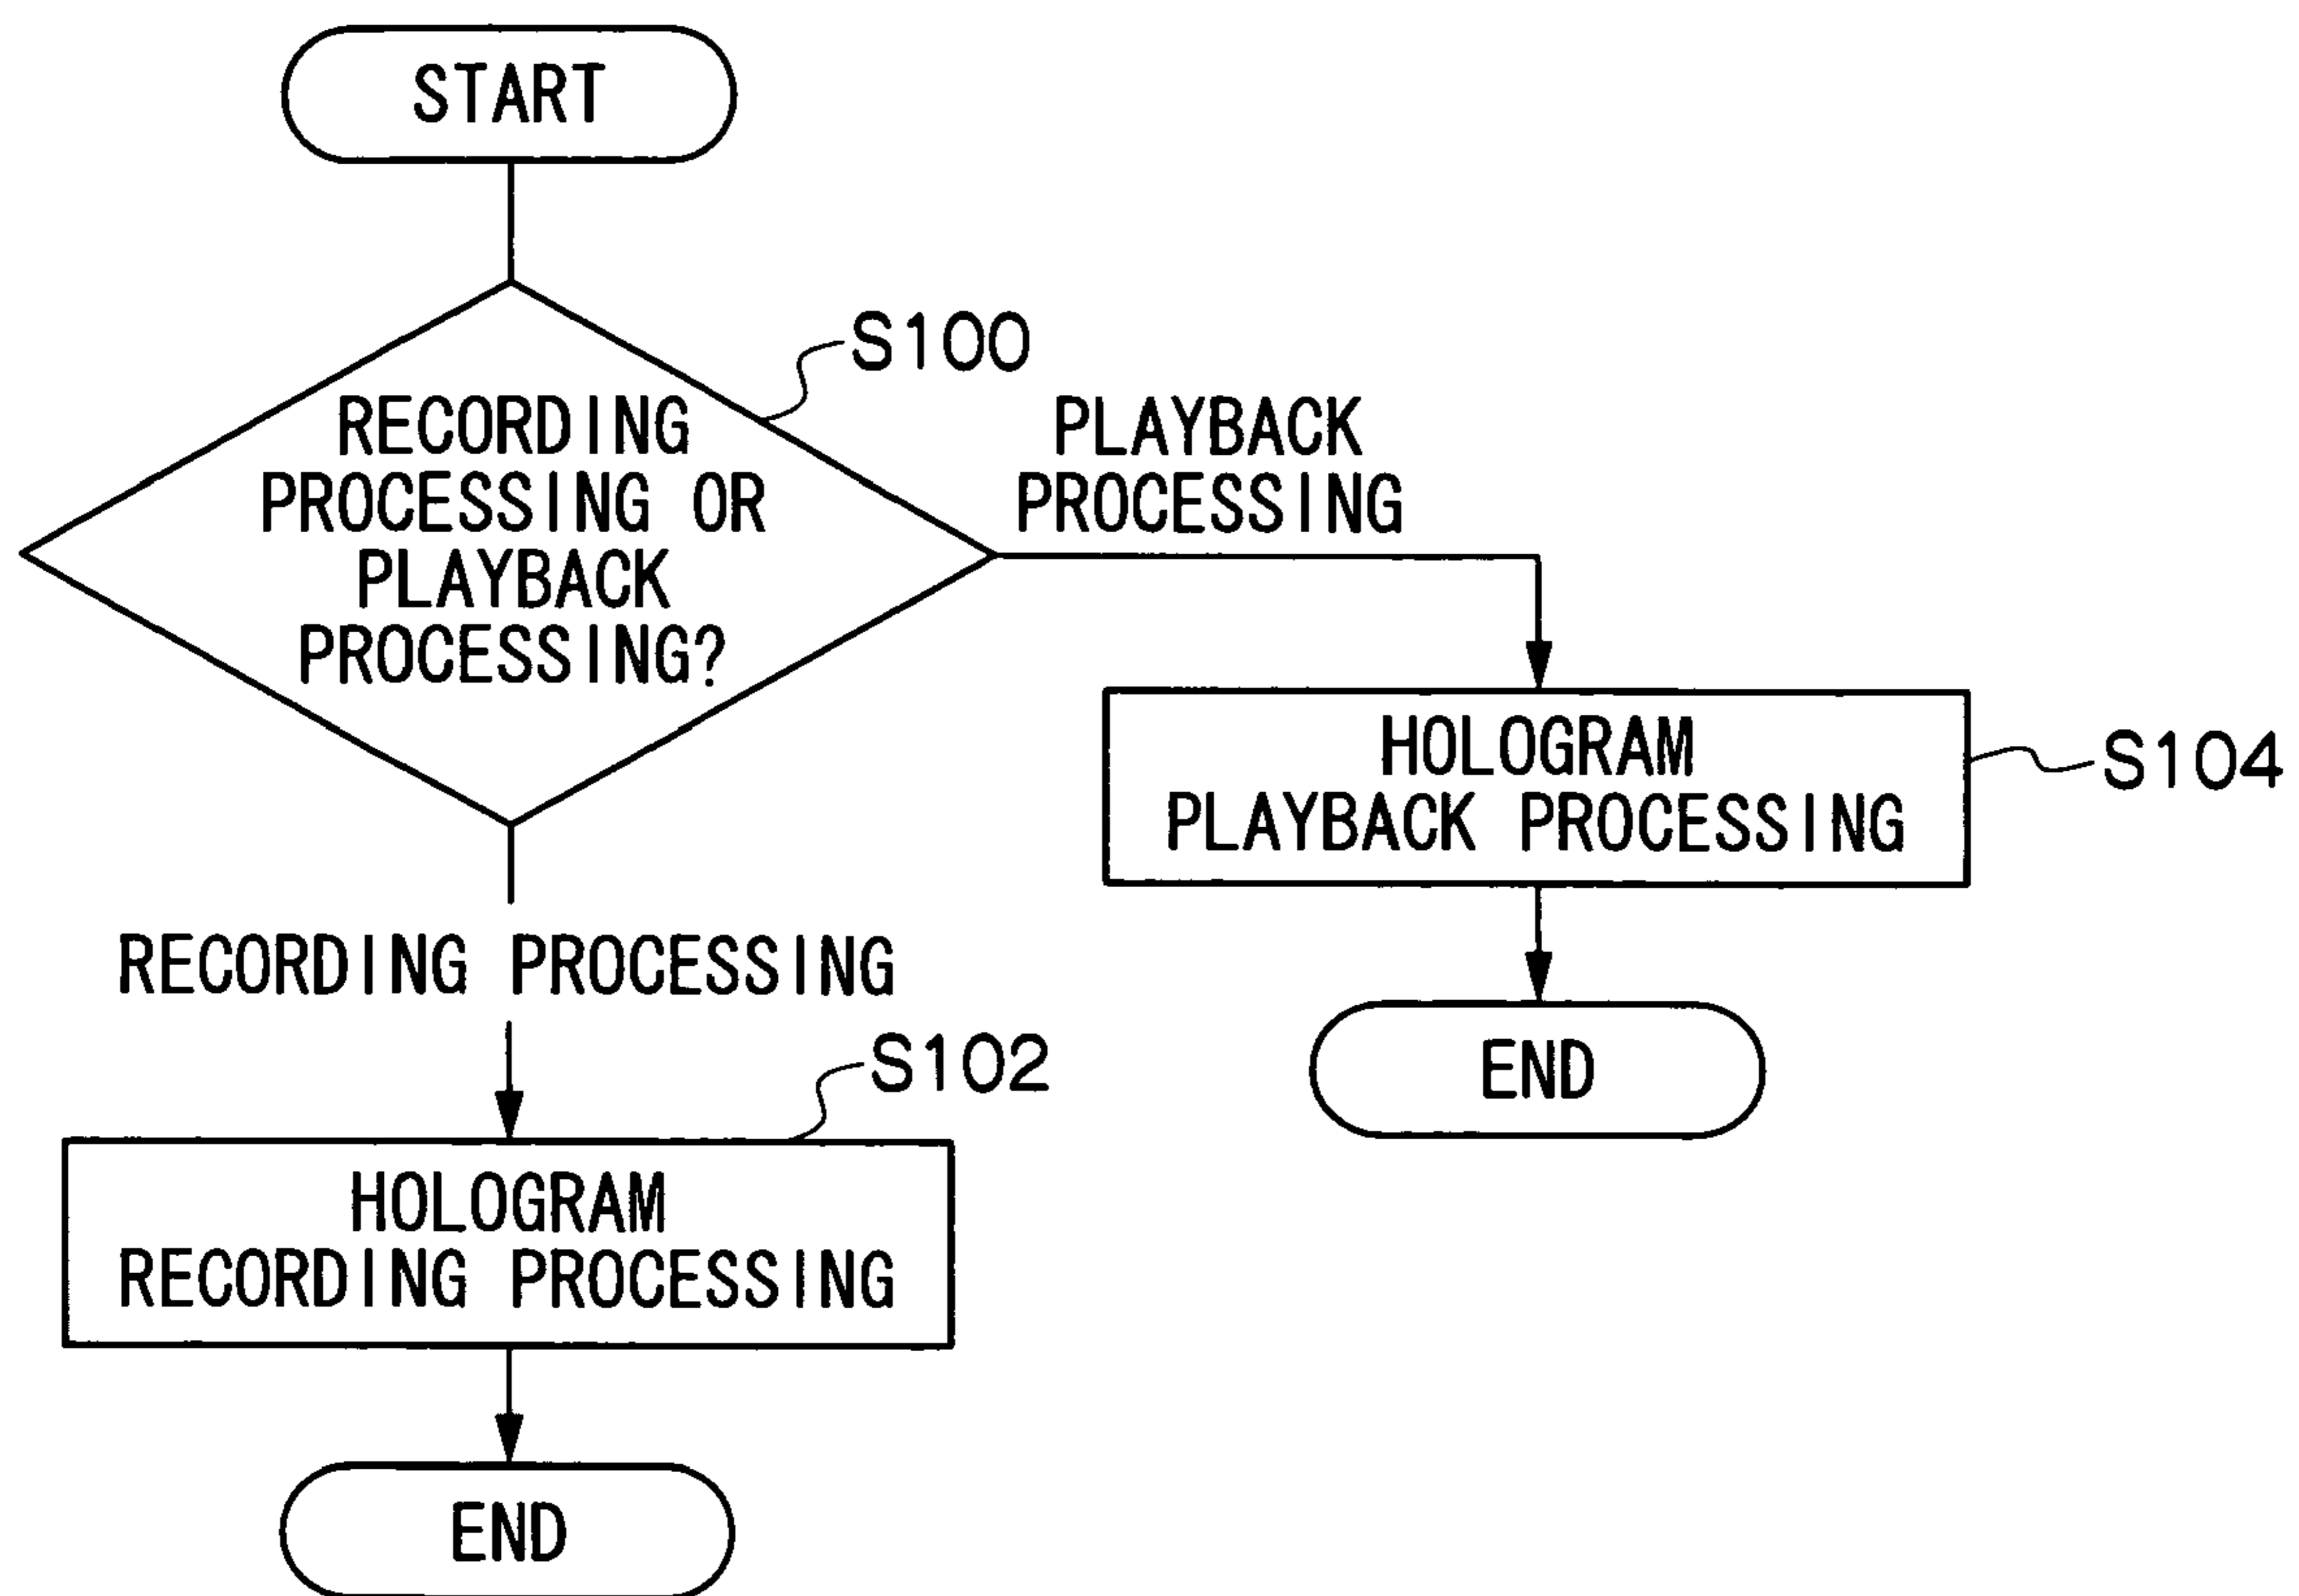 START
S100
RECORDING
PROCESSING OR
PLAYBACK
PROCESSING?
PLAYBACK
PROCESSING
HOLOGRAM
PLAYBACK PROCESSING
S104
END
RECORDING PROCESSING
S102
HOLOGRAM
RECORDING PROCESSING
END